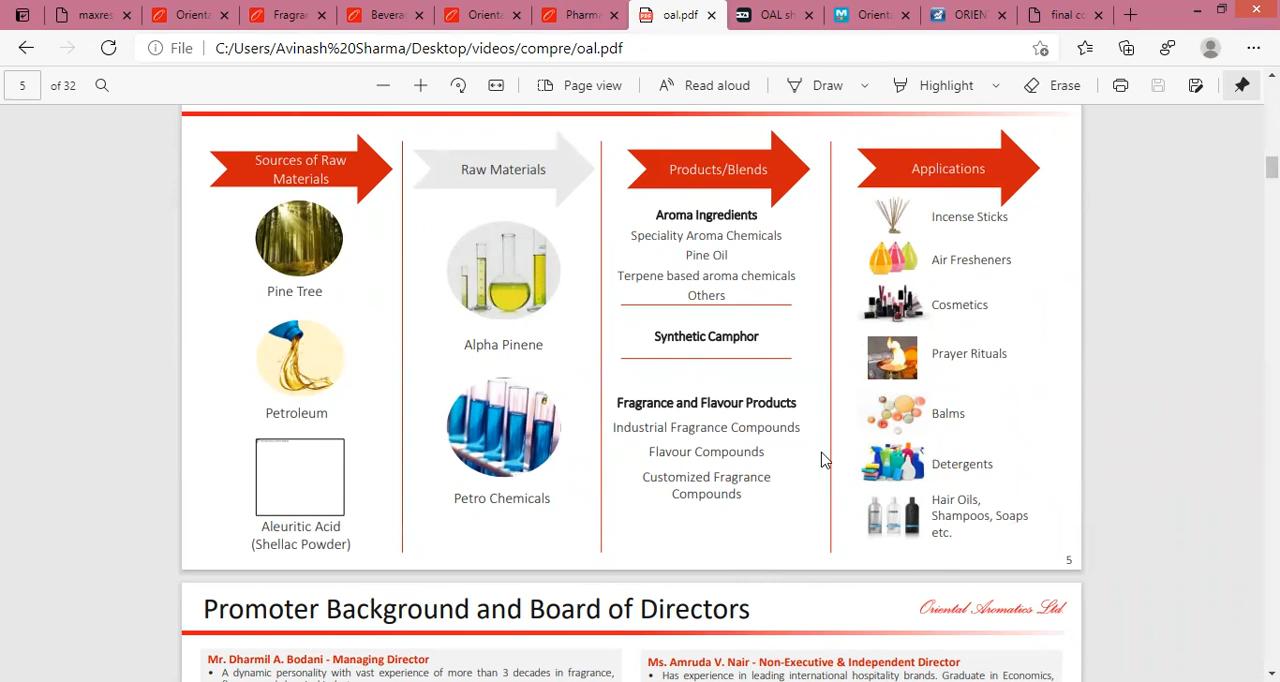 maxres
Orienta
Fragran
Beverag
Orienta
Pharma
oal.pdf
OAL sh
Orienta
ORIEN
final co
File
C:/Users/Avinash%20Sharma/Desktop/videos/compre/oal.pdf
5 of 32
Page view
Read aloud
Draw
Highlight
Erase
Sources of Raw
Materials
Pine Tree
Petroleum
Aleuritic Acid
(Shellac Powder)
Raw Materials
Alpha Pinene
Petro Chemicals
Products/Blends
Aroma Ingredients
Speciality Aroma Chemicals
Pine Oil
Terpene based aroma chemicals
Others
Synthetic Camphor
Fragrance and Flavour Products
Industrial Fragrance Compounds
Flavour Compounds
Customized Fragrance
Compounds
Applications
Incense Sticks
Air Fresheners
Cosmetics
Prayer Rituals
Balms
Detergents
Hair Oils,
Shampoos, Soaps
etc.
5
Promoter Background and Board of Directors
Oriental Aromatics Ltd.
Mr. Dharmil A. Bodani - Managing Director
• A dynamic personality with vast experience of more than 3 decades in fragrance,
Ms. Amruda V. Nair - Non-Executive & Independent Director
• Has experience in leading international hospitality brands. Graduate in Economics,